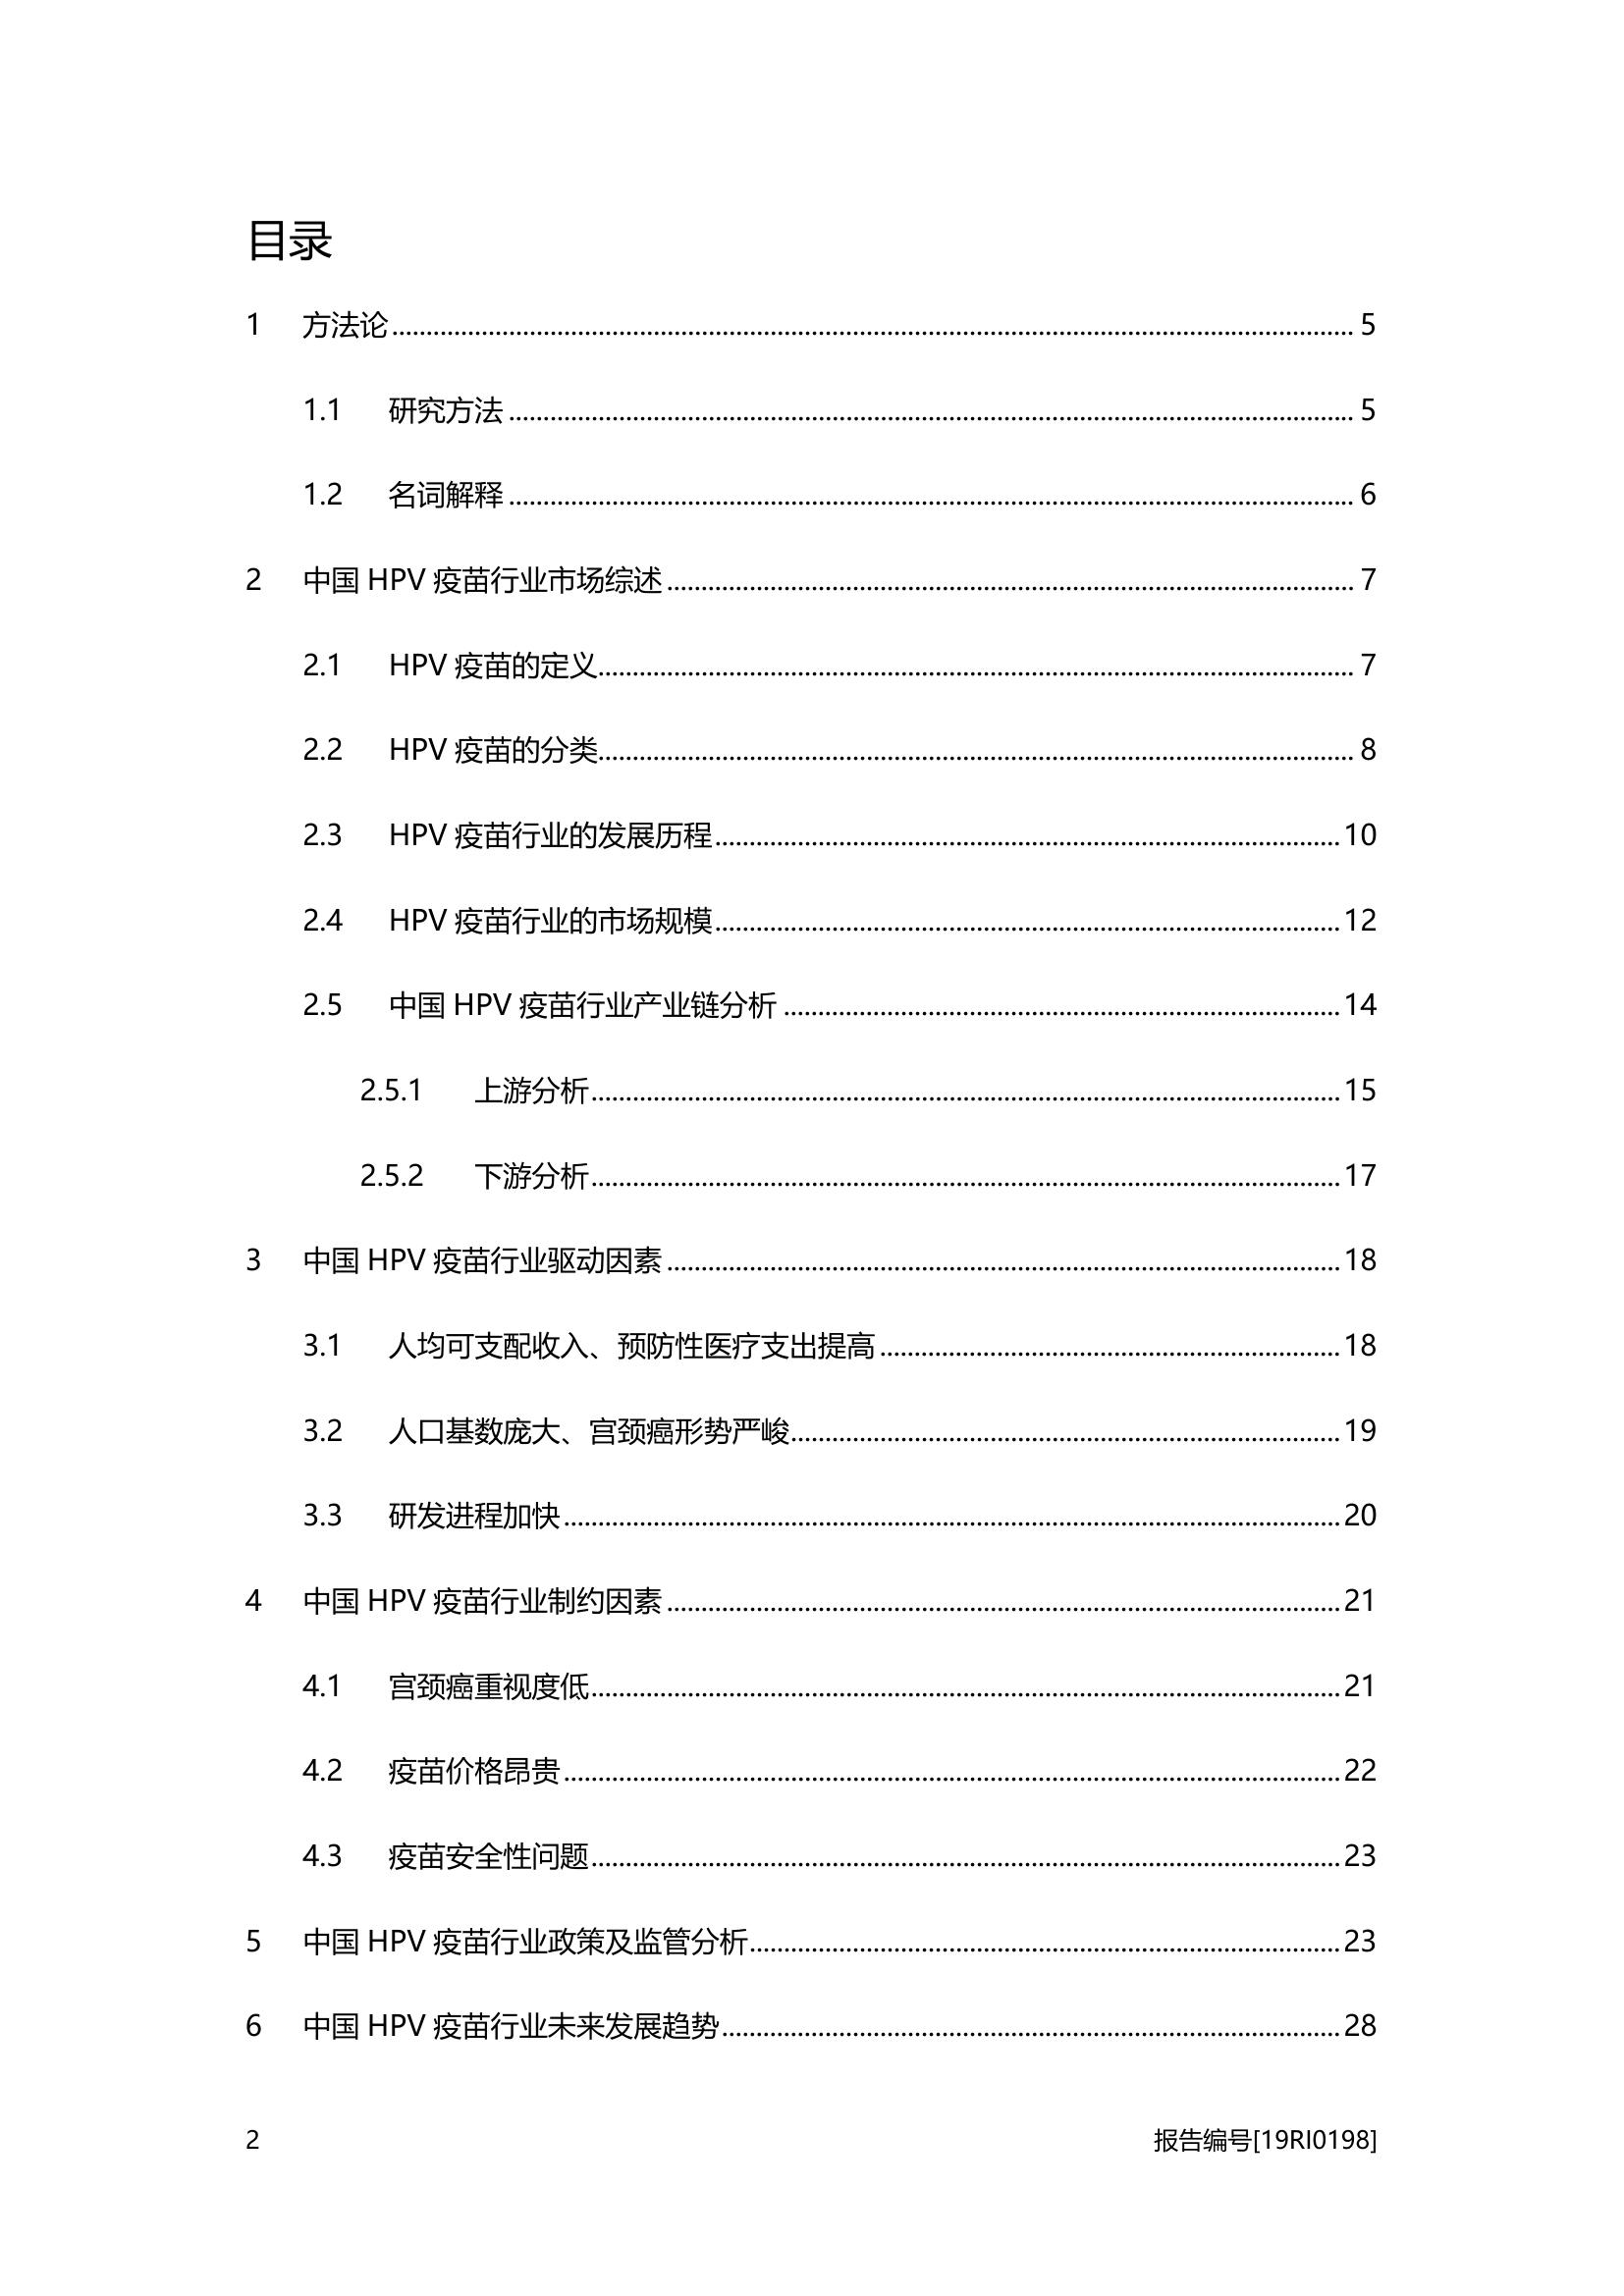 目录
1 方法论 5
1.1 研究方法 5
1.2 名词解释 6
2 中国 HPV 疫苗行业市场综述 7
2.1 HPV 疫苗的定义 7
2.2 HPV 疫苗的分类 8
2.3 HPV 疫苗行业的发展历程 10
2.4 HPV 疫苗行业的市场规模 12
2.5 中国 HPV 疫苗行业产业链分析 14
2.5.1 上游分析 15
2.5.2 下游分析 17
3 中国 HPV 疫苗行业驱动因素 18
3.1 人均可支配收入、预防性医疗支出提高 18
3.2 人口基数庞大、宫颈癌形势严峻 19
3.3 研发进程加快 20
4 中国 HPV 疫苗行业制约因素 21
4.1 宫颈癌重视度低 21
4.2 疫苗价格昂贵 22
4.3 疫苗安全性问题 23
5 中国 HPV 疫苗行业政策及监管分析 23
6 中国 HPV 疫苗行业未来发展趋势 28
2 报告编号[19RI0198]